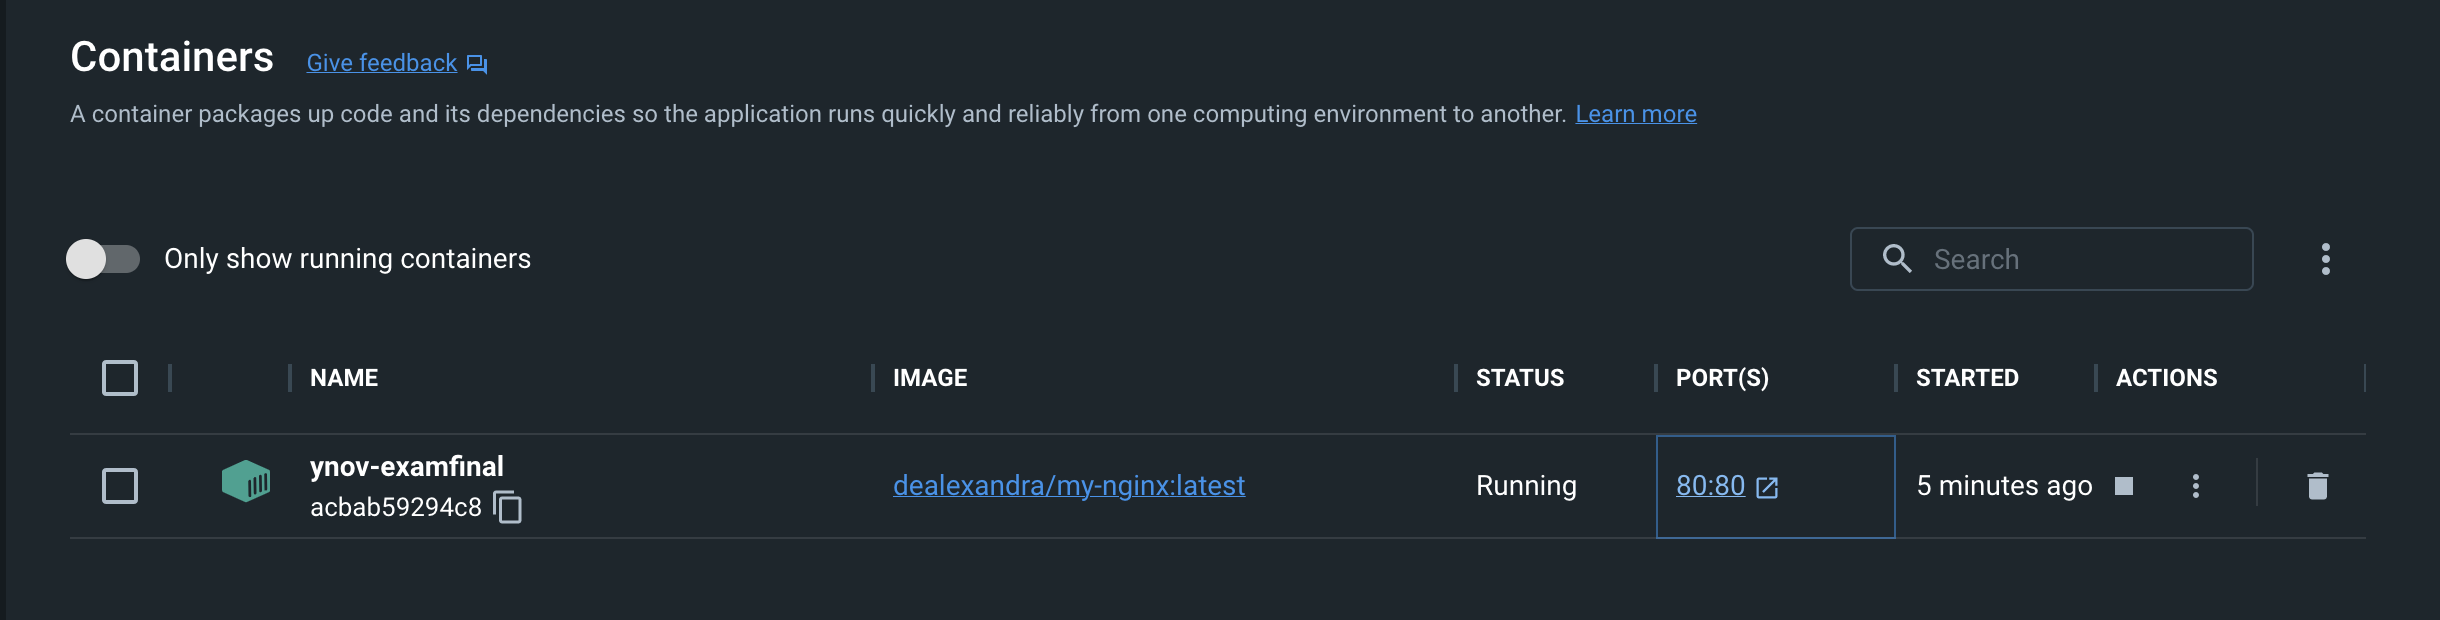 Containers Give feedback
A container packages up code and its dependencies so the application runs quickly and reliably from one computing environment to another. Learn more
Only show running containers
Search
NAME IMAGE STATUS PORT(S) STARTED ACTIONS
ynov-examfinal
acbab59294c8
dealexandra/my-nginx:latest Running 80:80 5 minutes ago